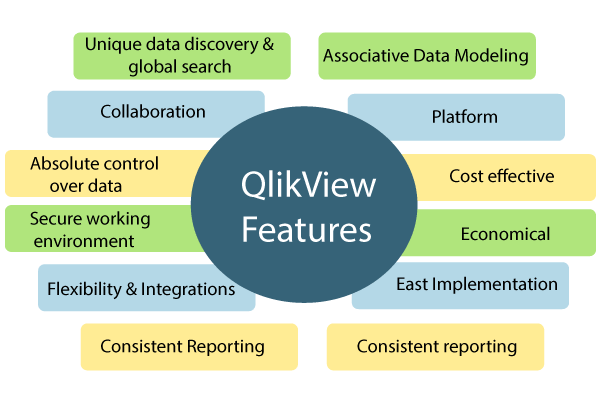 Unique data discovery &
global search
Associative Data Modeling
Collaboration
Platform
Absolute control
over data
Cost effective
QlikView
Features
Secure working
environment
Economical
Flexibility & Integrations
East Implementation
Consistent Reporting
Consistent reporting